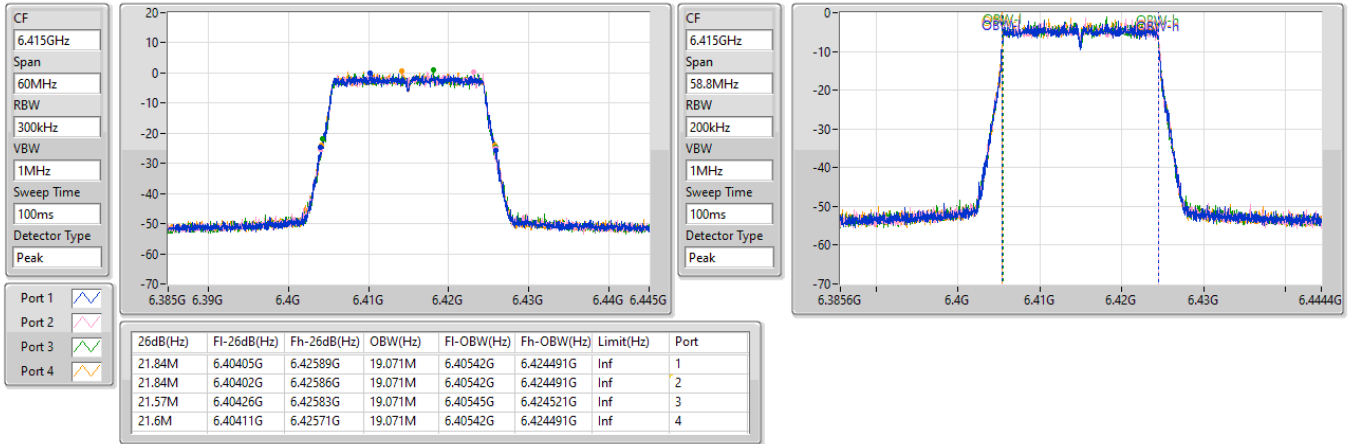 CF
6.415GHz
Span
60MHz
RBW
300kHz
VBW
1MHz
Sweep Time
100ms
Detector Type
Peak
20
10
0
-10
-20
-30
-40
-50
-60
-70
6.385G 6.39G 6.4G 6.41G 6.42G 6.43G 6.44G 6.445G
CF
6.415GHz
Span
58.8MHz
RBW
200kHz
VBW
1MHz
Sweep Time
100ms
Detector Type
Peak
0
-10
-20
-30
-40
-50
-60
-70
OBW-l OBW-h
6.3856G 6.4G 6.41G 6.42G 6.43G 6.4444G
Port 1
Port 2
Port 3
Port 4
26dB(Hz) Fl-26dB(Hz) Fh-26dB(Hz) OBW(Hz) Fl-OBW(Hz) Fh-OBW(Hz) Limit(Hz) Port
21.84M 6.40405G 6.42589G 19.071M 6.40542G 6.424491G Inf 1
21.84M 6.40402G 6.42586G 19.071M 6.40542G 6.424491G Inf 2
21.57M 6.40426G 6.42583G 19.071M 6.40545G 6.424521G Inf 3
21.6M 6.40411G 6.42571G 19.071M 6.40542G 6.424491G Inf 4